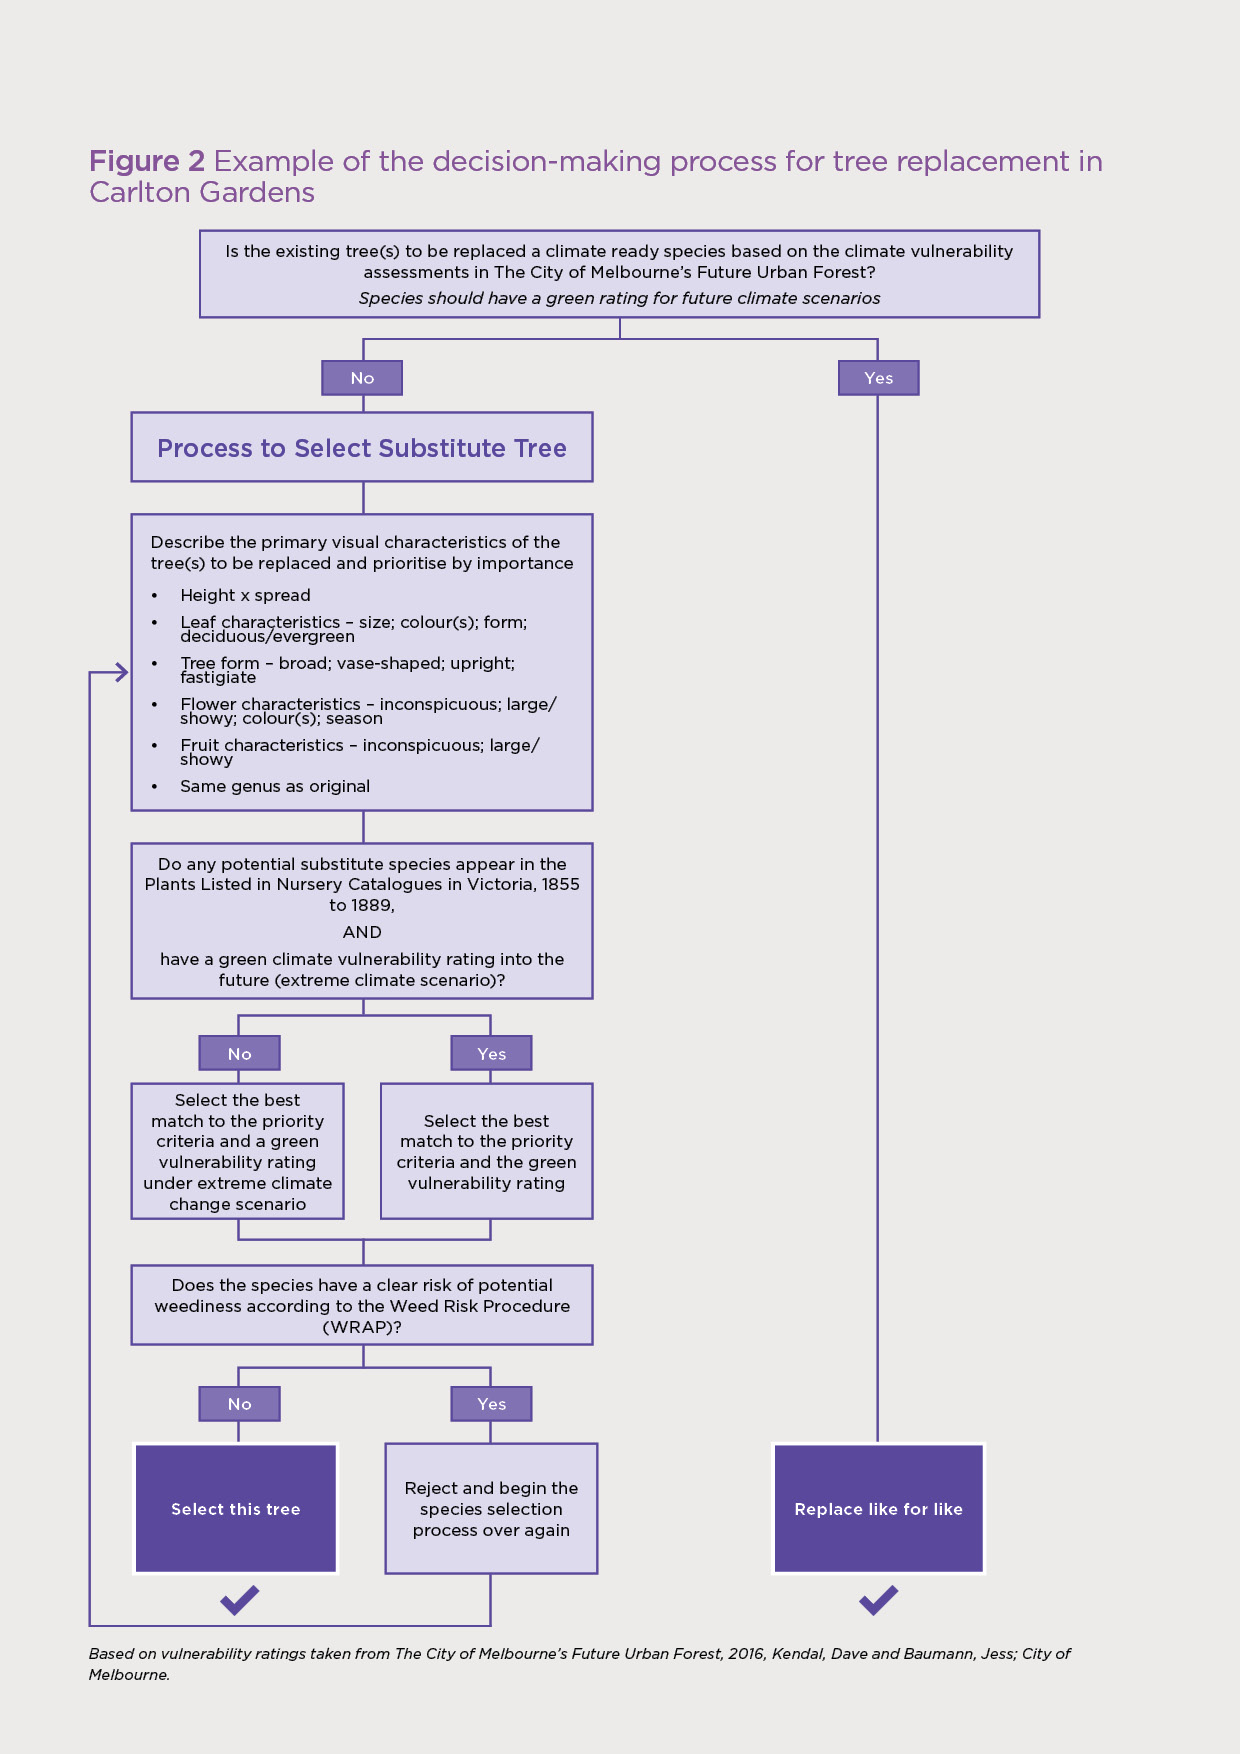 Figure 2 Example of the decision-making process for tree replacement in
Carlton Gardens
Is the existing tree(s) to be replaced a climate ready species based on the climate vulnerability
assessments in The City of Melbourne's Future Urban Forest?
Species should have a green rating for future climate scenarios
No
Yes
Process to Select Substitute Tree
Describe the primary visual characteristics of the
tree(s) to be replaced and prioritise by importance
• Height x spread
• Leaf characteristics – size; colour(s); form;
deciduous/evergreen
• Tree form – broad; vase-shaped; upright;
fastigiate
• Flower characteristics – inconspicuous; large/
showy; colour(s); season
• Fruit characteristics – inconspicuous; large/
showy
• Same genus as original
Do any potential substitute species appear in the
Plants Listed in Nursery Catalogues in Victoria, 1855
to 1889,
AND
have a green climate vulnerability rating into the
future (extreme climate scenario)?
No
Yes
Select the best
match to the priority
criteria and a green
vulnerability rating
under extreme climate
change scenario
Select the best
match to the priority
criteria and the green
vulnerability rating
Does the species have a clear risk of potential
weediness according to the Weed Risk Procedure
(WRAP)?
No
Yes
Select this tree
Reject and begin the
species selection
process over again
Replace like for like
Based on vulnerability ratings taken from The City of Melbourne's Future Urban Forest, 2016, Kendal, Dave and Baumann, Jess; City of
Melbourne.